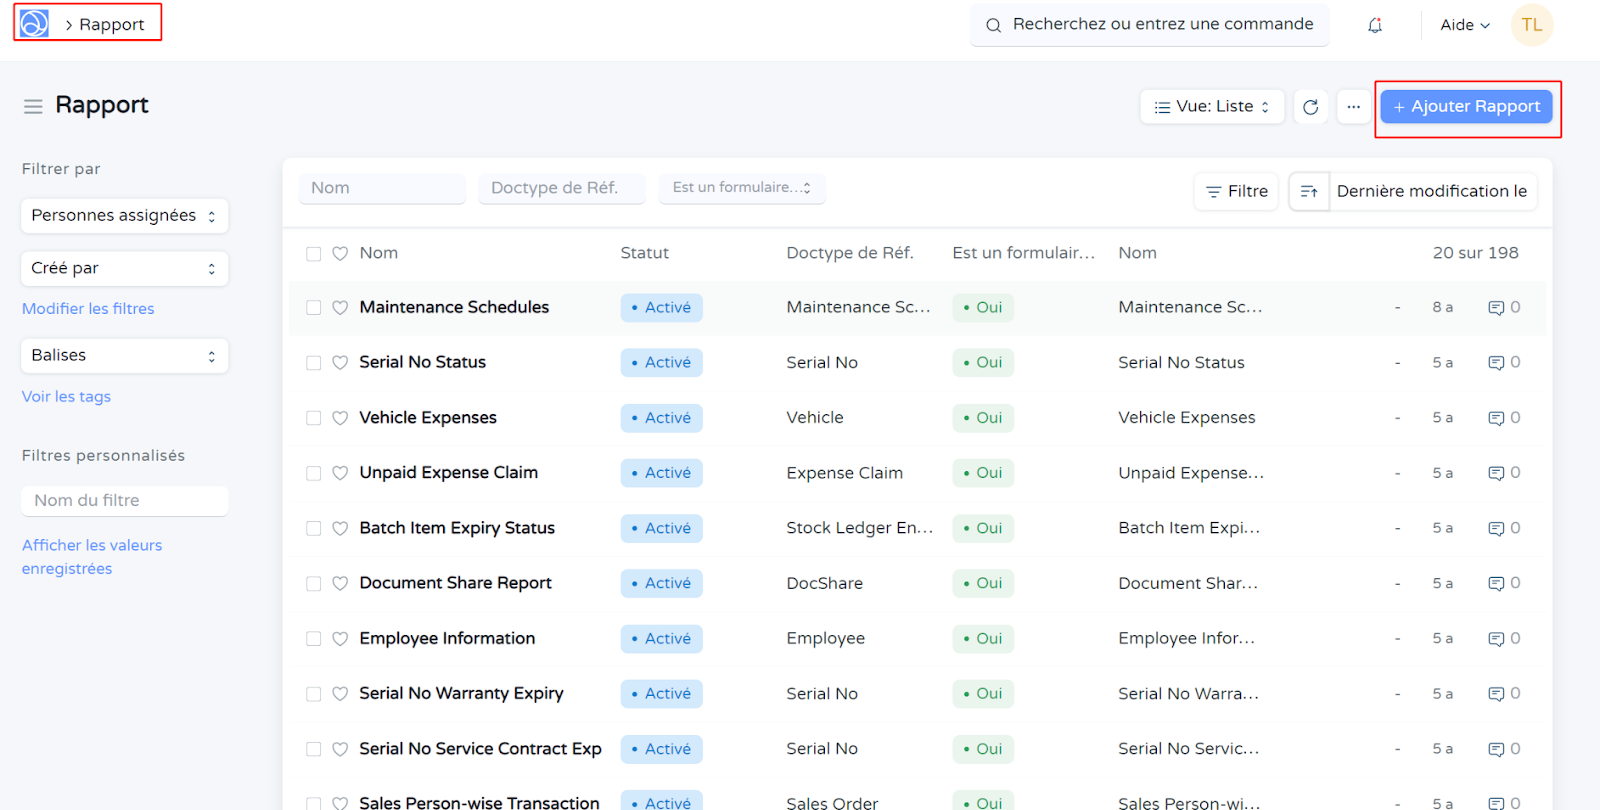 > Rapport
Recherchez ou entrez une commande
Aide
TL
Rapport
Vue: Liste
...
+ Ajouter Rapport
Filtrer par
Personnes assignées
Créé par
Modifier les filtres
Balises
Voir les tags
Filtres personnalisés
Nom du filtre
Afficher les valeurs
enregistrées
Nom
Doctype de Réf.
Est un formulaire...
Filtre
Dernière modification le
Nom Statut Doctype de Réf. Est un formulair... Nom 20 sur 198
Maintenance Schedules • Activé Maintenance Sc... • Oui Maintenance Sc... - 8 a 0
Serial No Status • Activé Serial No • Oui Serial No Status - 5 a 0
Vehicle Expenses • Activé Vehicle • Oui Vehicle Expenses - 5 a 0
Unpaid Expense Claim • Activé Expense Claim • Oui Unpaid Expense... - 5 a 0
Batch Item Expiry Status • Activé Stock Ledger En... • Oui Batch Item Expi... - 5 a 0
Document Share Report • Activé DocShare • Oui Document Shar... - 5 a 0
Employee Information • Activé Employee • Oui Employee Infor... - 5 a 0
Serial No Warranty Expiry • Activé Serial No • Oui Serial No Warra... - 5 a 0
Serial No Service Contract Exp • Activé Serial No • Oui Serial No Servic... - 5 a 0
Sales Person-wise Transaction • Activé Sales Order • Oui Sales Person-wi... - 5 a 0